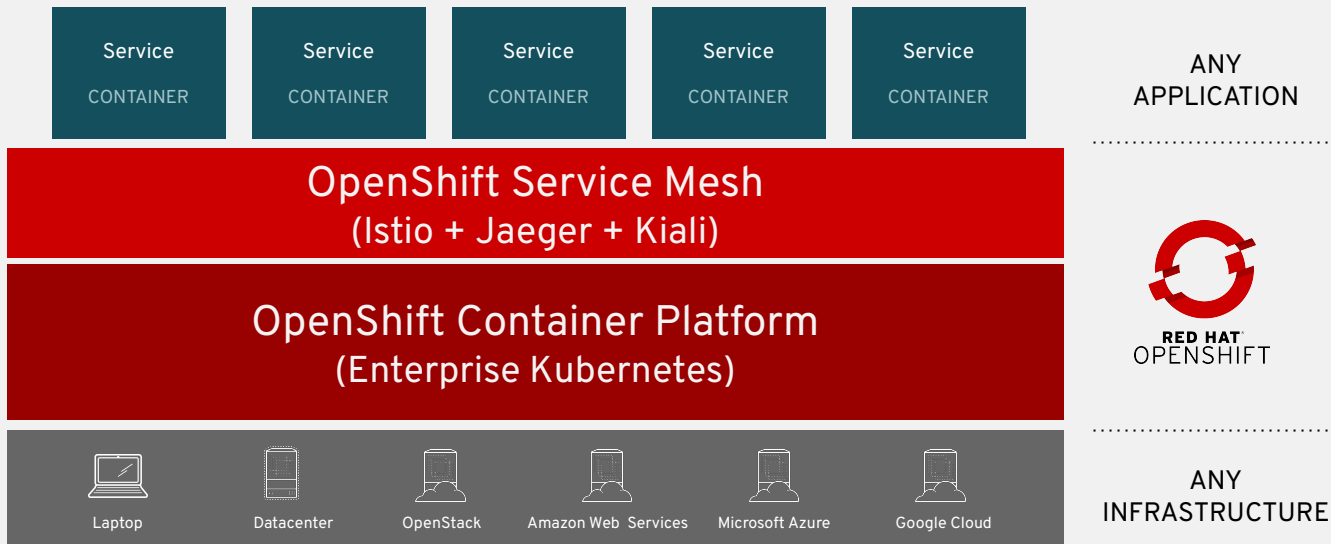 Service
CONTAINER
Service
CONTAINER
Service
CONTAINER
Service
CONTAINER
Service
CONTAINER
ANY
APPLICATION
OpenShift Service Mesh
(Istio + Jaeger + Kiali)
OpenShift Container Platform
(Enterprise Kubernetes)
RED HAT®
OPENSHIFT
Laptop
Datacenter
OpenStack
Amazon Web Services
Microsoft Azure
Google Cloud
ANY
INFRASTRUCTURE